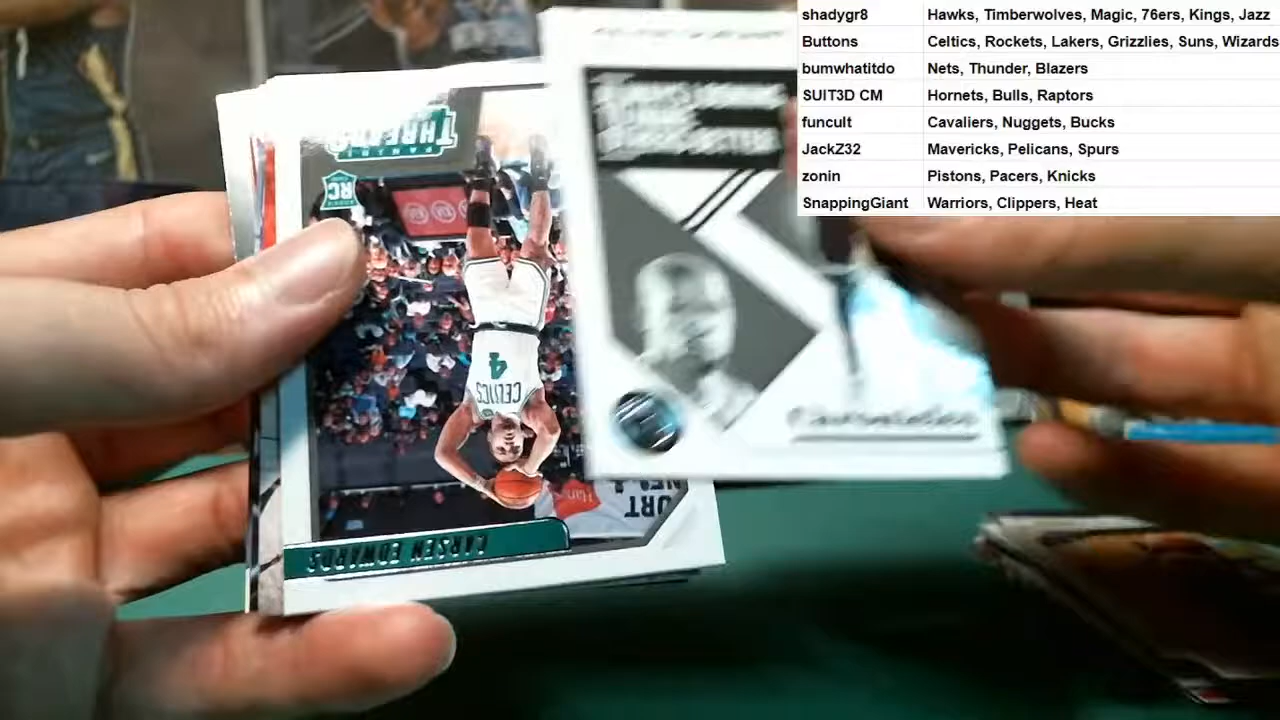 shadygr8 Hawks, Timberwolves, Magic, 76ers, Kings, Jazz
Buttons Celtics, Rockets, Lakers, Grizzlies, Suns, Wizards
bumwhatitdo Nets, Thunder, Blazers
SUIT3D CM Hornets, Bulls, Raptors
funcult Cavaliers, Nuggets, Bucks
JackZ32 Mavericks, Pelicans, Spurs
zonin Pistons, Pacers, Knicks
SnappingGiant Warriors, Clippers, Heat
PANINI
THREADS
RC
CELTICS
4
CARSEN EDWARDS